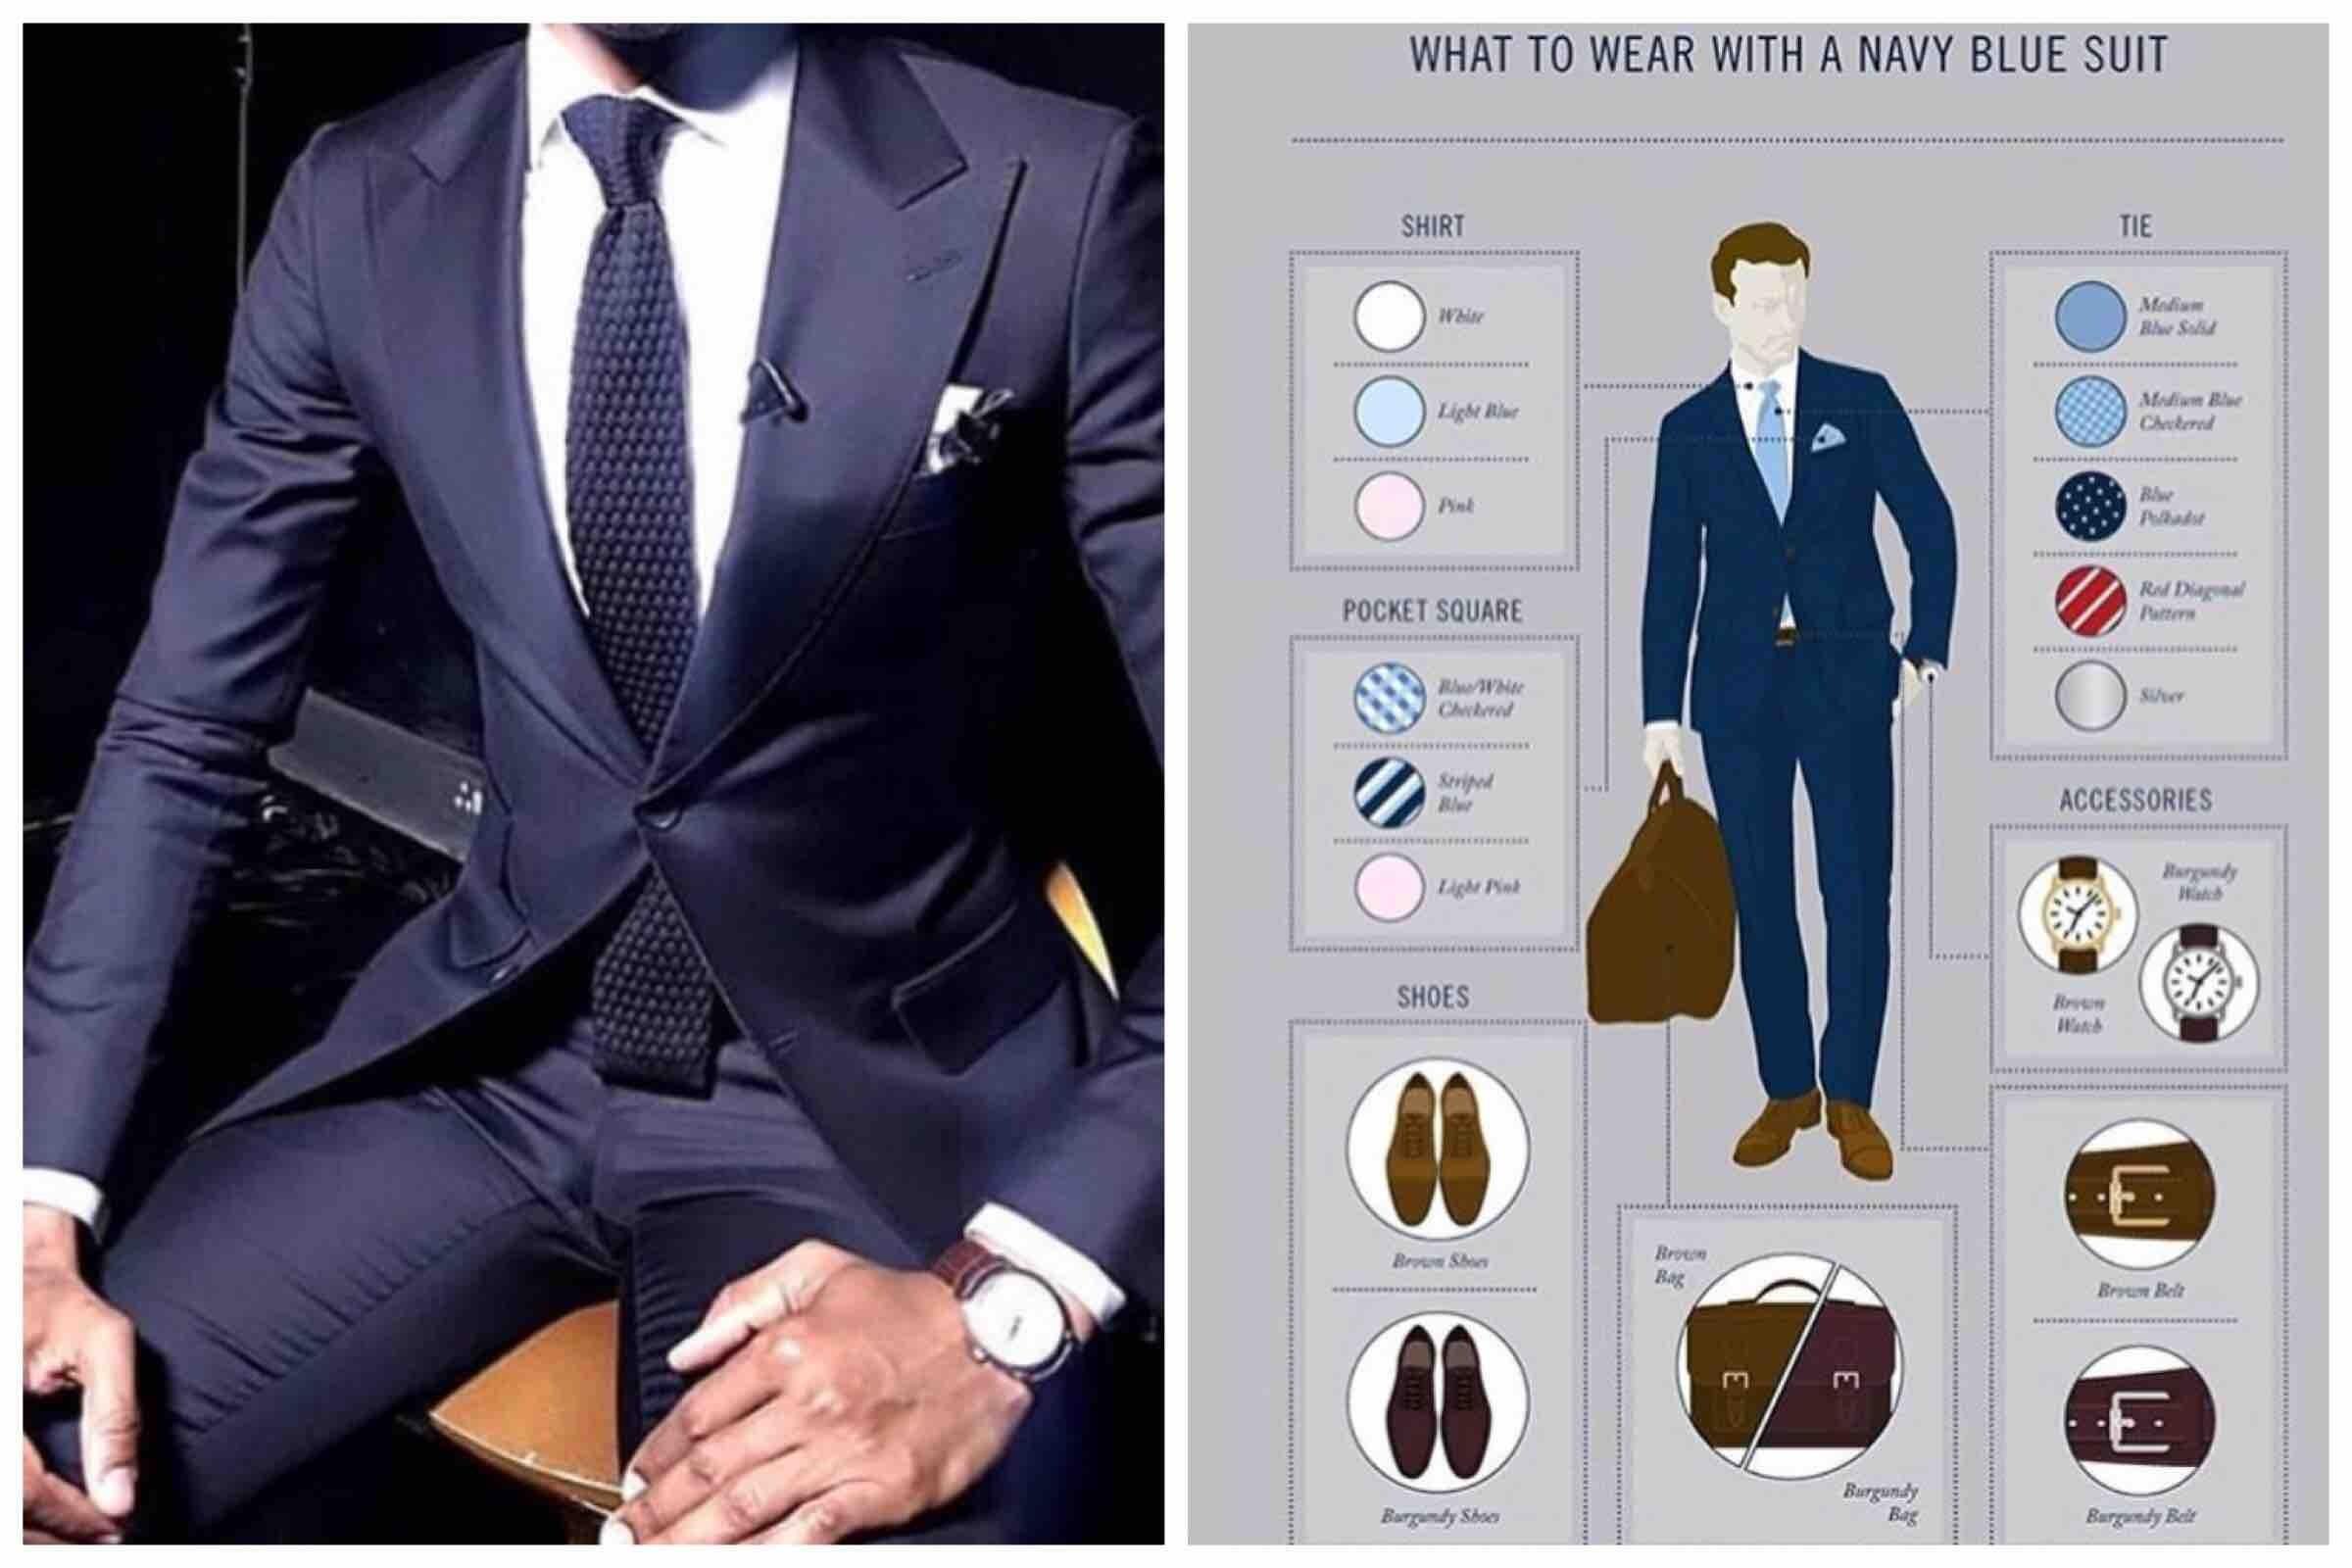 WHAT TO WEAR WITH A NAVY BLUE SUIT
SHIRT
White
Light Blue
Pink
POCKET SQUARE
Blue/White
Checkered
Striped
Blue
Light Pink
SHOES
Brown Shoes
Burgundy Shoes
TIE
Medium
Blue Solid
Medium Blue
Checkered
Blue
Polkadot
Red Diagonal
Pattern
Silver
ACCESSORIES
Burgundy
Watch
Brown
Watch
Brown Belt
Burgundy Belt
Brown
Bag
Burgundy
Bag